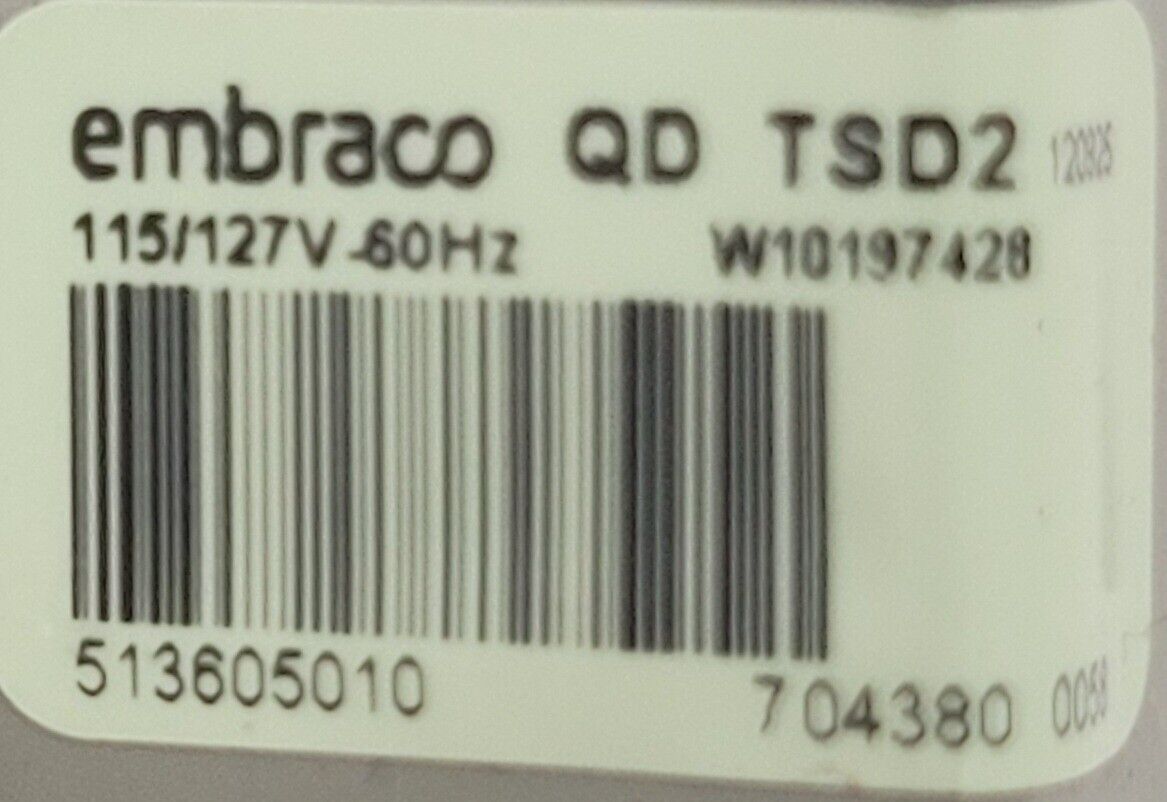 embraco QD TSD2 120826
115/127V-60Hz W10197428
513605010 704380 0058